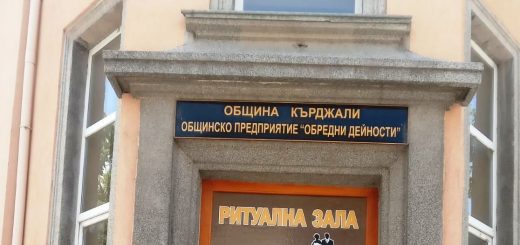 ОБЩИНА КЪРДЖАЛИ
ОБЩИНСКО ПРЕДПРИЯТИЕ "ОБРЕДНИ ДЕЙНОСТИ"
РИТУАЛНА ЗАЛА